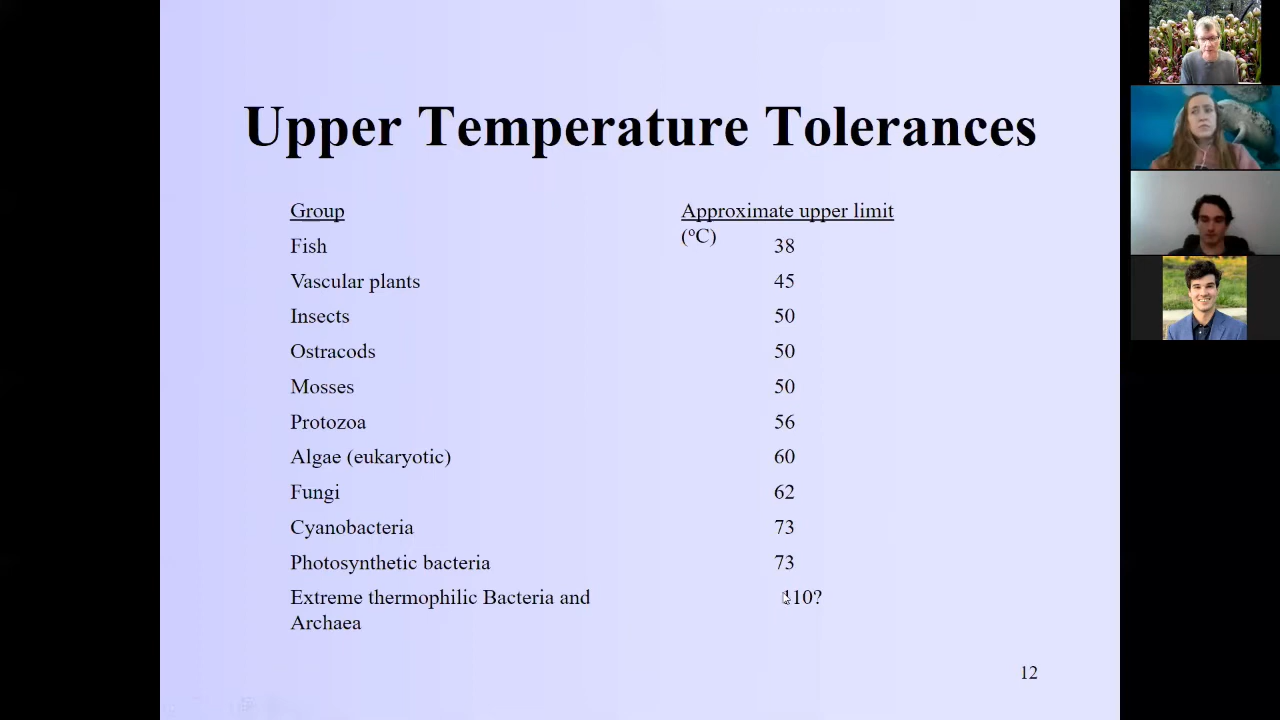 Upper Temperature Tolerances
Group Approximate upper limit
(ºC)
Fish 38
Vascular plants 45
Insects 50
Ostracods 50
Mosses 50
Protozoa 56
Algae (eukaryotic) 60
Fungi 62
Cyanobacteria 73
Photosynthetic bacteria 73
Extreme thermophilic Bacteria and 110?
Archaea
12